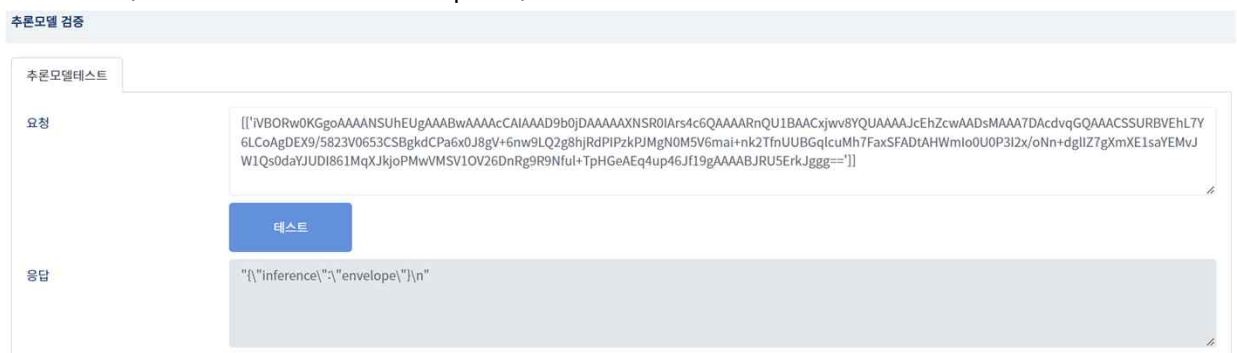 추론모델 검증
추론모델테스트
요청
[['iVBORw0KGgoAAAANSUhEUgAAABwAAAAcCAIAAAD9b0jDAAAAAXNSR0IArs4c6QAAAARnQU1BAACxjwv8YQUAAAAJcEhZcwAADsMAAA7DAcdvqGQAAACSSURBVEhL7Y
6LCoAgDEX9/5823V0653CSBgkdCPa6x0J8gV+6nw9LQ2g8hjRdPIPzkPJMgN0M5V6mai+nk2TfnUUBGqlcuMh7FaxSFADtAHWmIo0U0P3I2x/oNn+dglIZ7gXmXE1saYEMvJ
W1Qs0daYJUDI861MqXJkjoPMwVMSV1OV26DnRg9R9Nful+TpHGeAEq4up46Jf19gAAAABJRU5ErkJggg==']]
테스트
응답
"{\"inference\":\"envelope\"}\n"